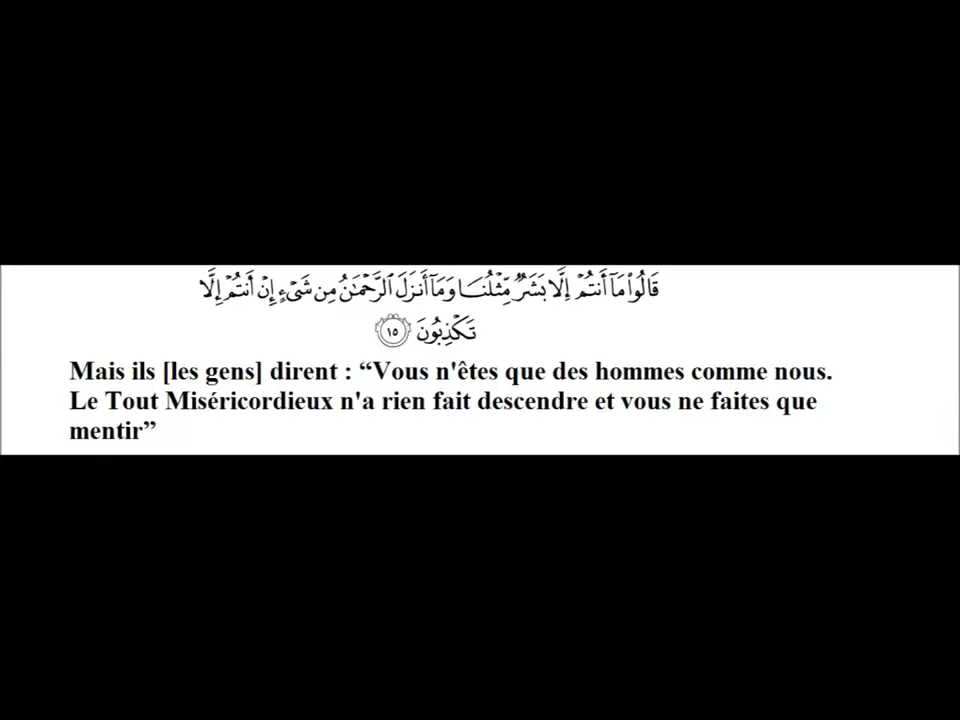 قَالُوا۟ مَآ أَنتُمْ إِلَّا بَشَرٌ مِّثْلُنَا وَمَآ أَنزَلَ ٱلرَّحْمَـٰنُ مِن شَىْءٍ إِنْ أَنتُمْ إِلَّا
تَكْذِبُونَ ١٥
Mais ils [les gens] dirent : “Vous n'êtes que des hommes comme nous.
Le Tout Miséricordieux n'a rien fait descendre et vous ne faites que
mentir”